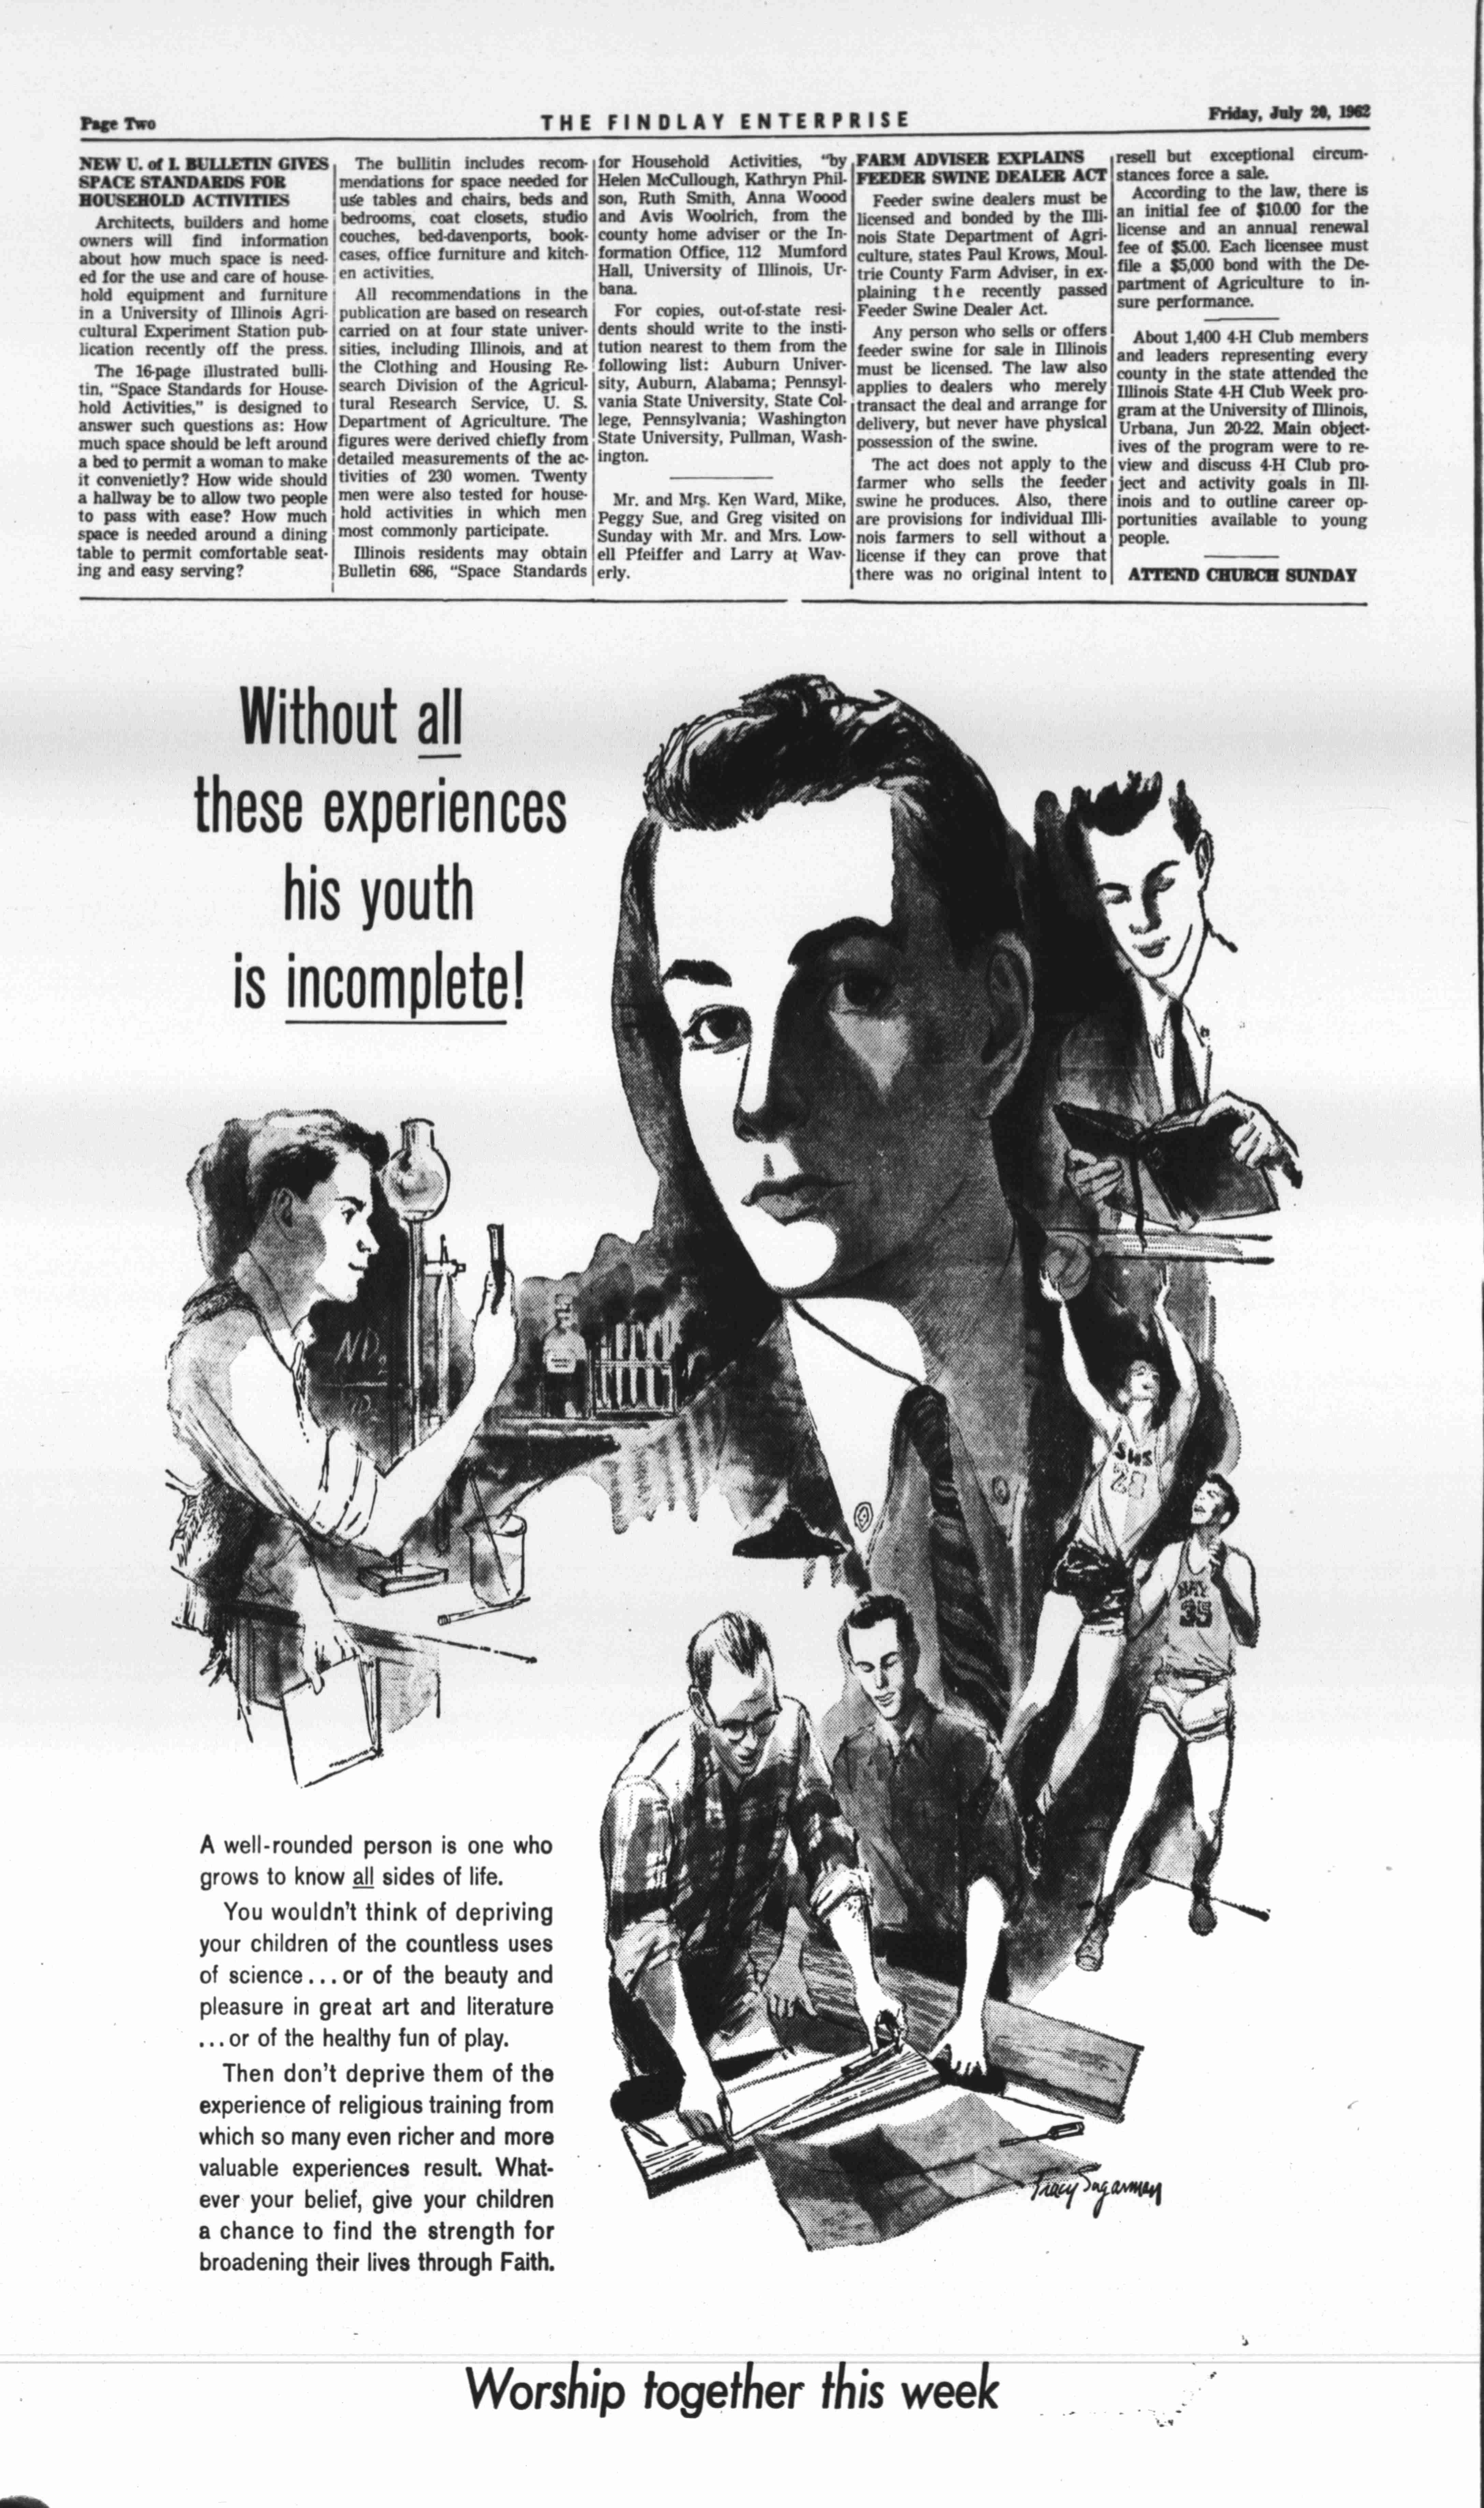 Page Two
THE FINDLAY ENTERPRISE
Friday, July 20, 1962
NEW U. of I. BULLETIN GIVES
SPACE STANDARDS FOR
HOUSEHOLD ACTIVITIES
Architects, builders and home
owners will find information
about how much space is need-
ed for the use and care of house-
hold equipment and furniture
in a University of Illinois Agri-
cultural Experiment Station pub-
lication recently off the press.
The 16-page illustrated bulli-
tin, "Space Standards for House-
hold Activities," is designed to
answer such questions as: How
much space should be left around
a bed to permit a woman to make
it convenietly? How wide should
a hallway be to allow two people
to pass with ease? How much
space is needed around a dining
table to permit comfortable seat-
ing and easy serving?
The bullitin includes recom-
mendations for space needed for
use tables and chairs, beds and
bedrooms, coat closets, studio
couches, bed-davenports, book-
cases, office furniture and kitch-
en activities.
All recommendations in the
publication are based on research
carried on at four state univer-
sities, including Illinois, and at
the Clothing and Housing Re-
search Division of the Agricul-
tural Research Service, U. S.
Department of Agriculture. The
figures were derived chiefly from
detailed measurements of the ac-
tivities of 230 women. Twenty
men were also tested for house-
hold activities in which men
most commonly participate.
Illinois residents may obtain
Bulletin 686, "Space Standards
for Household Activities, "by
Helen McCullough, Kathryn Phil-
son, Ruth Smith, Anna Woood
and Avis Woolrich, from the
county home adviser or the In-
formation Office, 112 Mumford
Hall, University of Illinois, Ur-
bana.
For copies, out-of-state resi-
dents should write to the insti-
tution nearest to them from the
following list: Auburn Univer-
sity, Auburn, Alabama; Pennsyl-
vania State University, State Col-
lege, Pennsylvania; Washington
State University, Pullman, Wash-
ington.
Mr. and Mrs. Ken Ward, Mike,
Peggy Sue, and Greg visited on
Sunday with Mr. and Mrs. Low-
ell Pfeiffer and Larry at Wav-
erly.
FARM ADVISER EXPLAINS
FEEDER SWINE DEALER ACT
Feeder swine dealers must be
licensed and bonded by the Illi-
nois State Department of Agri-
culture, states Paul Krows, Moul-
trie County Farm Adviser, in ex-
plaining the recently passed
Feeder Swine Dealer Act.
Any person who sells or offers
feeder swine for sale in Illinois
must be licensed. The law also
applies to dealers who merely
transact the deal and arrange for
delivery, but never have physical
possession of the swine.
The act does not apply to the
farmer who sells the feeder
swine he produces. Also, there
are provisions for individual Illi-
nois farmers to sell without a
license if they can prove that
there was no original intent to
resell but exceptional circum-
stances force a sale.
According to the law, there is
an initial fee of $10.00 for the
license and an annual renewal
fee of $5.00. Each licensee must
file a $5,000 bond with the De-
partment of Agriculture to in-
sure performance.
About 1,400 4-H Club members
and leaders representing every
county in the state attended the
Illinois State 4-H Club Week pro-
gram at the University of Illinois,
Urbana, Jun 20-22. Main object-
ives of the program were to re-
view and discuss 4-H Club pro-
ject and activity goals in Ill-
inois and to outline career op-
portunities available to young
people.
ATTEND CHURCH SUNDAY
Without all
these experiences
his youth
is incomplete!
SWS
23
35
A well-rounded person is one who
grows to know all sides of life.
You wouldn't think of depriving
your children of the countless uses
of science...or of the beauty and
pleasure in great art and literature
...or of the healthy fun of play.
Then don't deprive them of the
experience of religious training from
which so many even richer and more
valuable experiences result. What-
ever your belief, give your children
a chance to find the strength for
broadening their lives through Faith.
Tracy Sugarman
Worship together this week